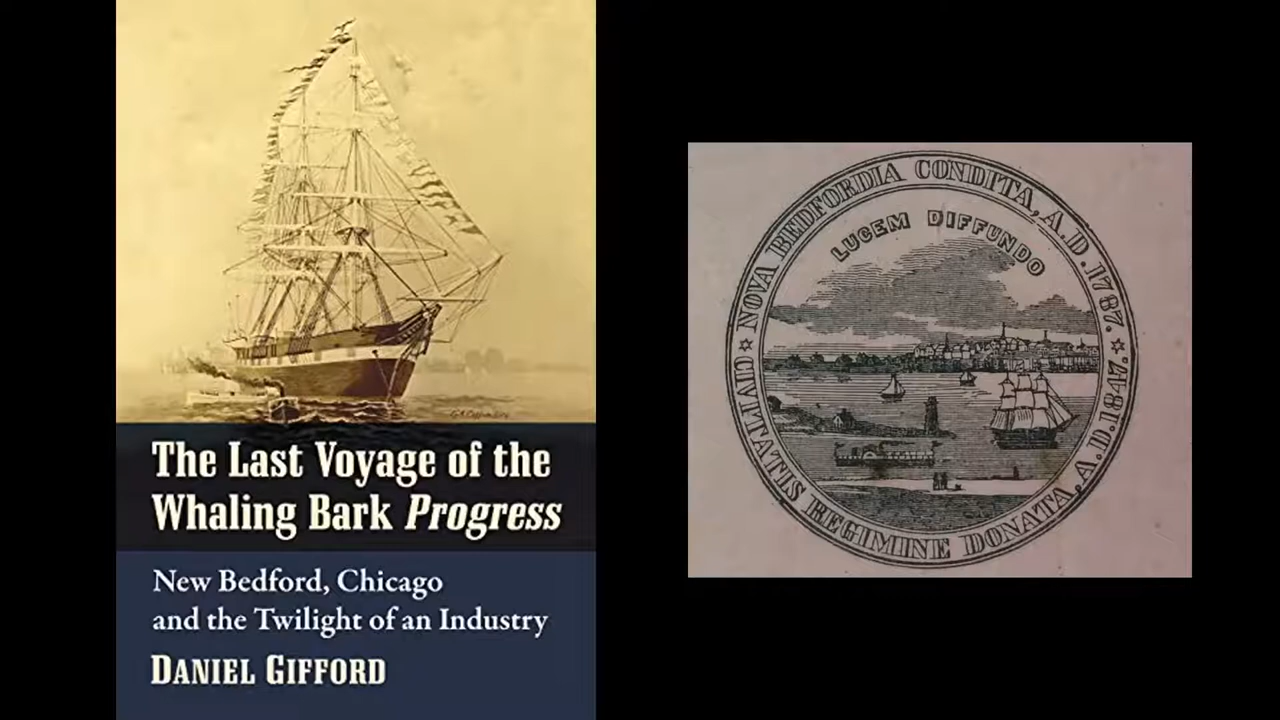 The Last Voyage of the
Whaling Bark Progress
New Bedford, Chicago
and the Twilight of an Industry
DANIEL GIFFORD
NOVA BEDFORDIA CONDITA, A.D. 1787.
LUCEM DIFFUNDO
CIVITATIS REGIMINE DONATA, A.D. 1847.